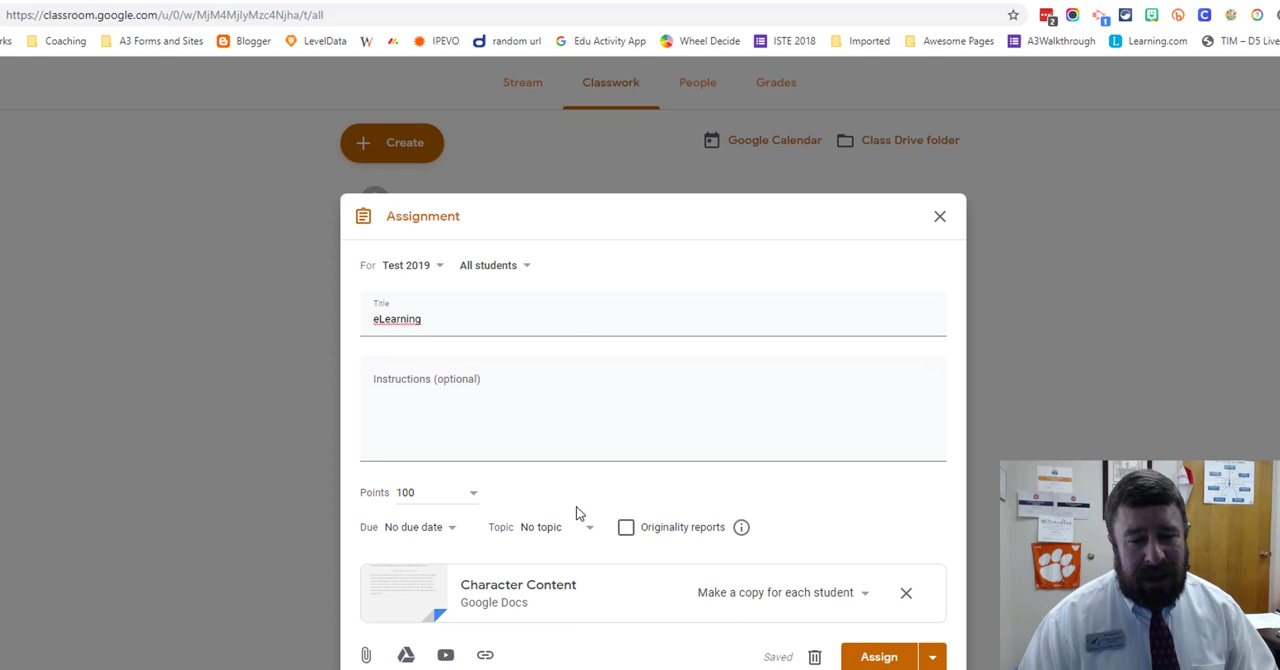 https://classroom.google.com/u/0/w/MjM4MjIyMzc4Njha/t/all
2
1
rks Coaching A3 Forms and Sites Blogger LevelData IPEVO random url Edu Activity App Wheel Decide ISTE 2018 Imported Awesome Pages A3Walkthrough Learning.com TIM – D5 Live
Stream Classwork People Grades
Create Google Calendar Class Drive folder
Assignment
For Test 2019 All students
Title
eLearning
Instructions (optional)
Points 100
Due No due date Topic No topic Originality reports
Character Content
Google Docs
Make a copy for each student
Saved Assign